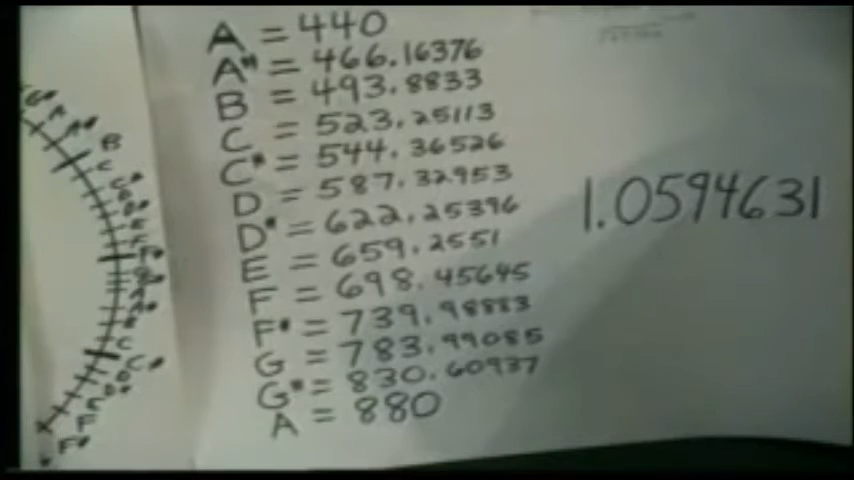 A = 440
A# = 466.16376
B = 493.8833
C = 523.25113
C# = 544.36526
D = 587.32953
D# = 622.25396
E = 659.2551
F = 698.45645
F# = 739.98883
G = 783.99085
G# = 830.60937
A = 880
1.0594631